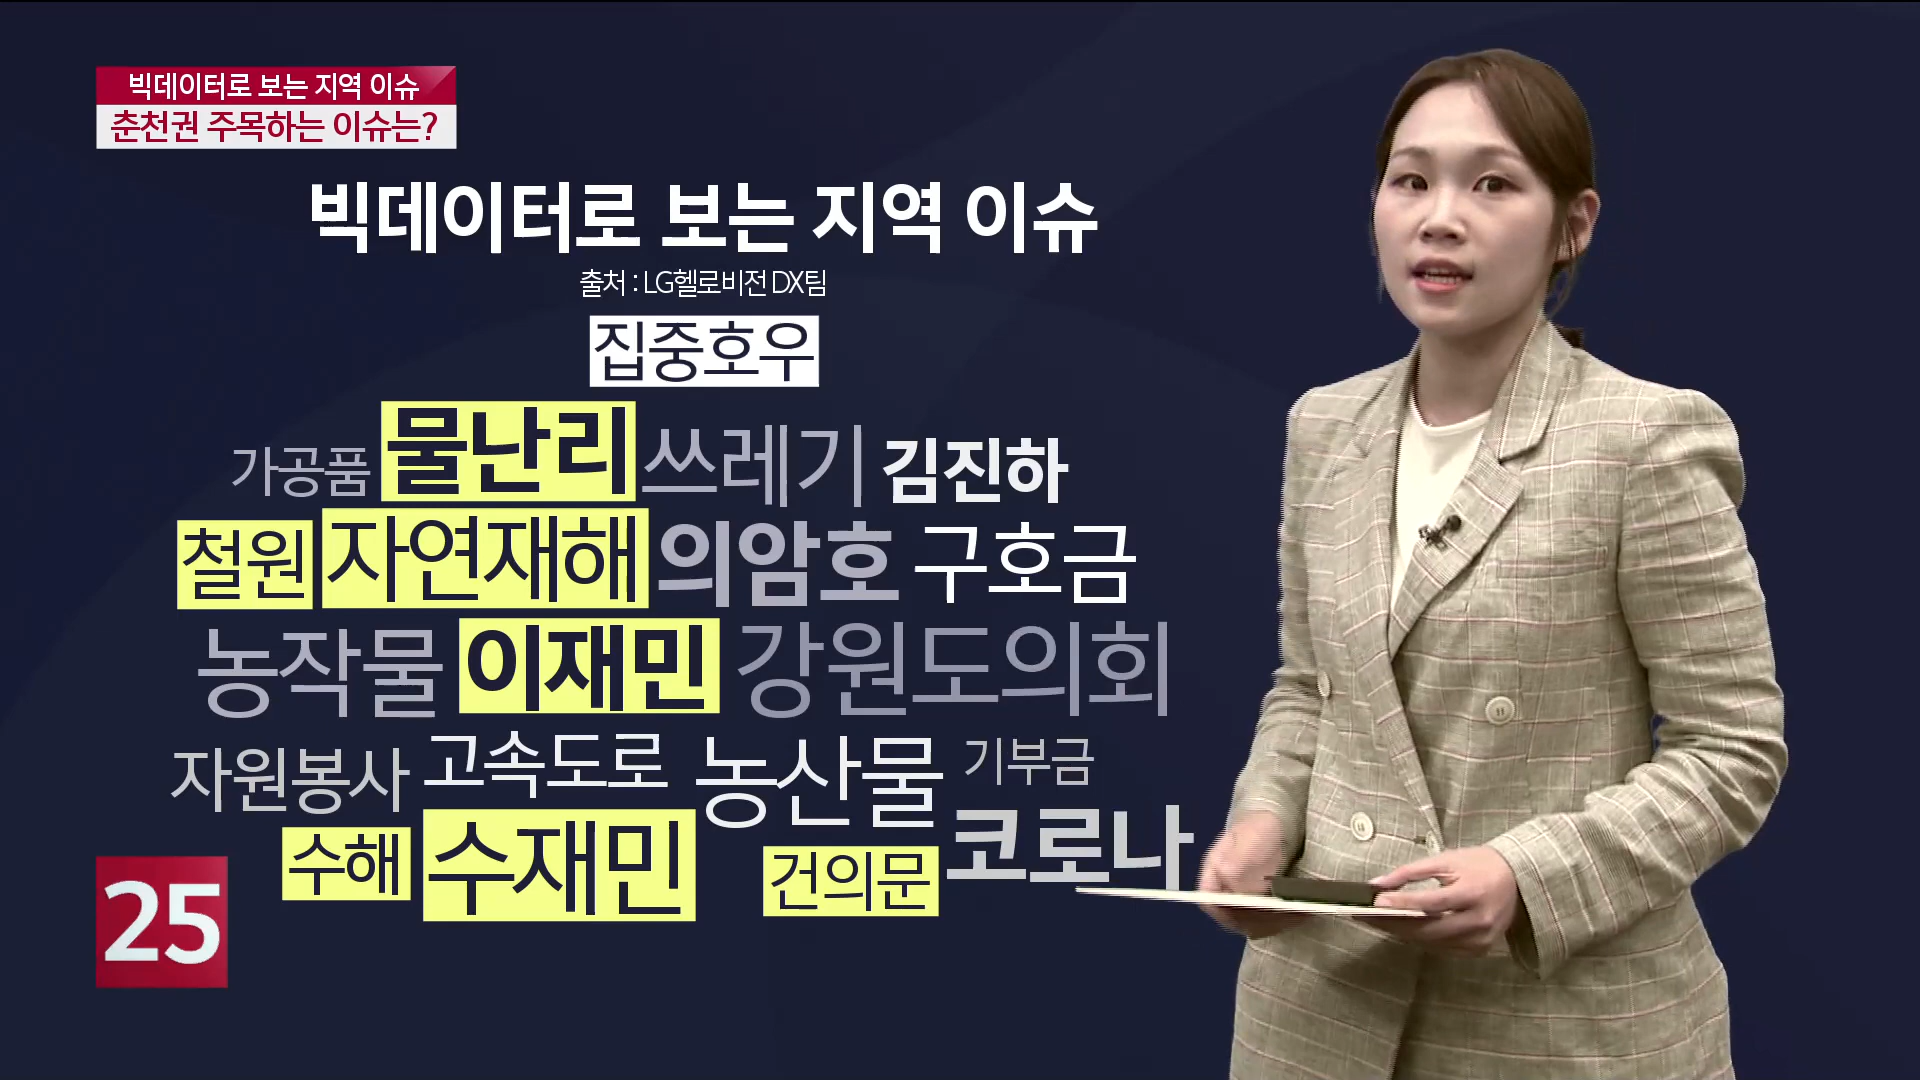 빅데이터로 보는 지역 이슈
춘천권 주목하는 이슈는?
빅데이터로 보는 지역 이슈
출처 : LG헬로비전 DX팀
집중호우
가공품 물난리 쓰레기 김진하
철원 자연재해 의암호 구호금
농작물 이재민 강원도의회
자원봉사 고속도로 농산물 기부금
수해 수재민 건의문 코로나
25